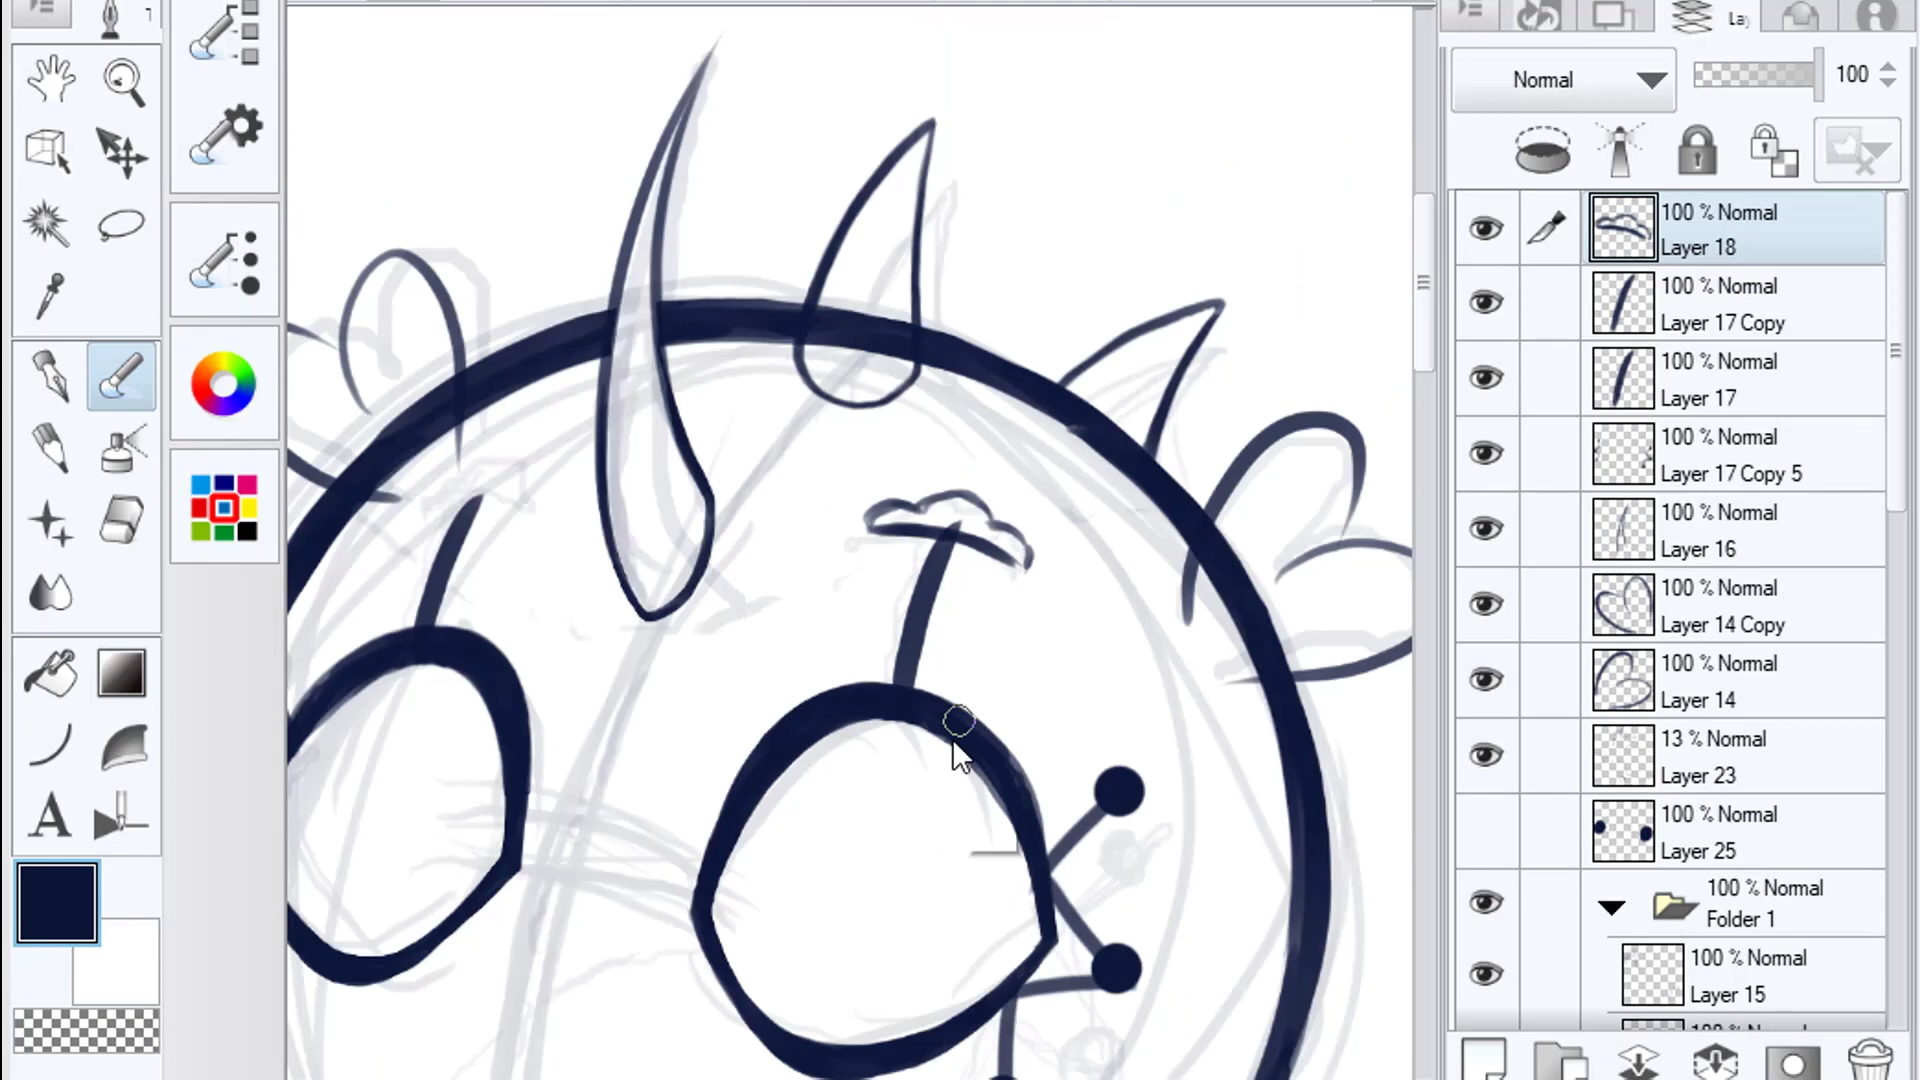 Normal
100
100 % Normal
Layer 18
100 % Normal
Layer 17 Copy
100 % Normal
Layer 17
100 % Normal
Layer 17 Copy 5
100 % Normal
Layer 16
100 % Normal
Layer 14 Copy
100 % Normal
Layer 14
13 % Normal
Layer 23
100 % Normal
Layer 25
100 % Normal
Folder 1
100 % Normal
Layer 15
A